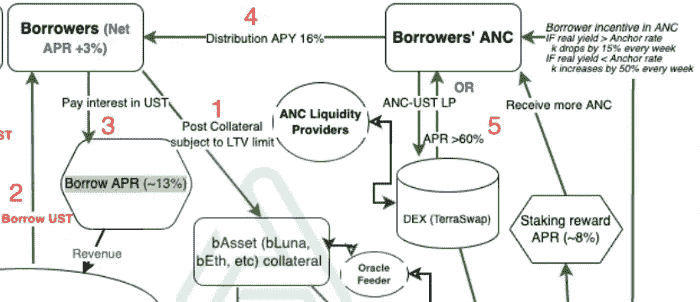 4
Borrowers (Net
APR +3%)
Distribution APY 16%
Borrowers' ANC
Borrower incentive in ANC
IF real yield > Anchor rate
k drops by 15% every week
IF real yield < Anchor rate
k increases by 50% every week
OR
Pay interest in UST
1
ANC-UST LP
Receive more ANC
ANC Liquidity
Providers
3
Post Collateral
subject to LTV limit
APR >60%
5
ST
2
Borrow APR (~13%)
Borrow UST
DEX (TerraSwap)
Staking reward
APR (~8%)
Revenue
bAsset (bLuna,
bEth, etc) collateral
Oracle
Feeder